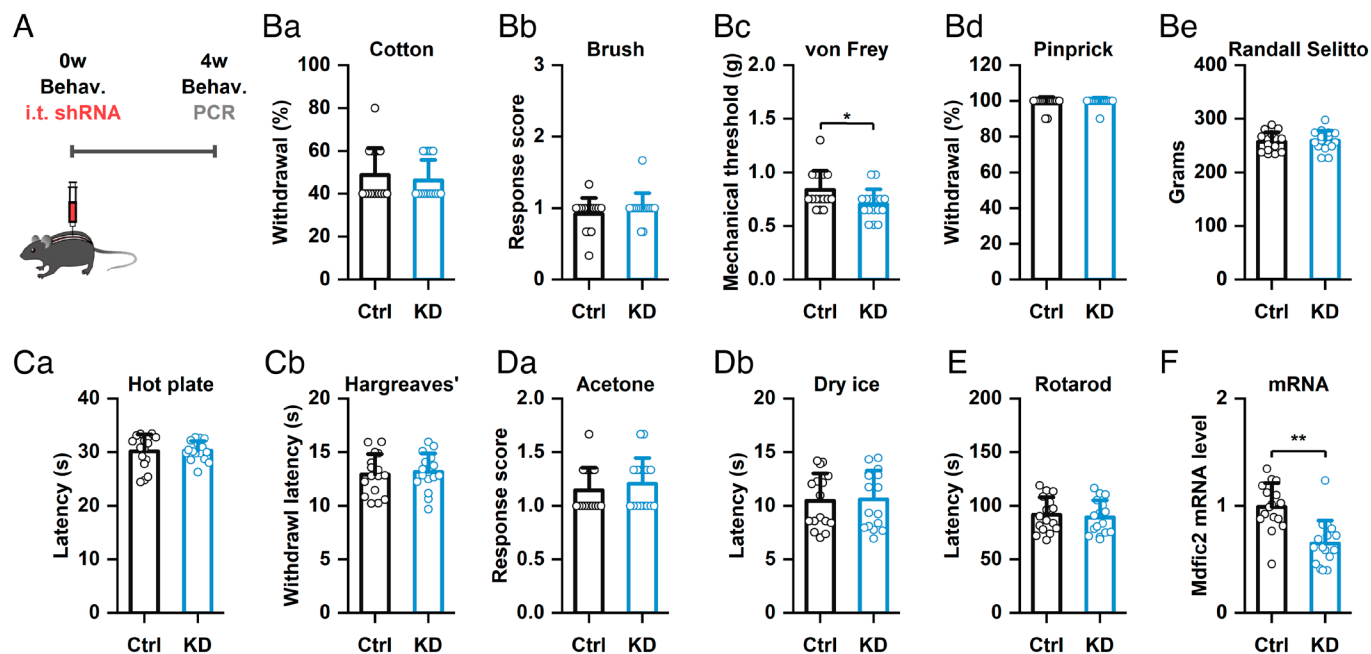 A
0w
Behav.
i.t. shRNA
4w
Behav.
PCR
Ba
Cotton
Withdrawal (%)
100
80
60
40
20
0
Ctrl
KD
Bb
Brush
Response score
3
2
1
0
Ctrl
KD
Bc
von Frey
Mechanical threshold (g)
2.0
1.5
1.0
0.5
0.0
*
Ctrl
KD
Bd
Pinprick
Withdrawal (%)
120
100
80
60
40
20
0
Ctrl
KD
Be
Randall Selitto
Grams
400
300
200
100
0
Ctrl
KD
Ca
Hot plate
Latency (s)
40
30
20
10
0
Ctrl
KD
Cb
Hargreaves'
Withdrawl latency (s)
20
15
10
5
0
Ctrl
KD
Da
Acetone
Response score
2.0
1.5
1.0
0.5
0.0
Ctrl
KD
Db
Dry ice
Latency (s)
20
15
10
5
0
Ctrl
KD
E
Rotarod
Latency (s)
200
150
100
50
0
Ctrl
KD
F
mRNA
Mdfic2 mRNA level
2
1
0
**
Ctrl
KD